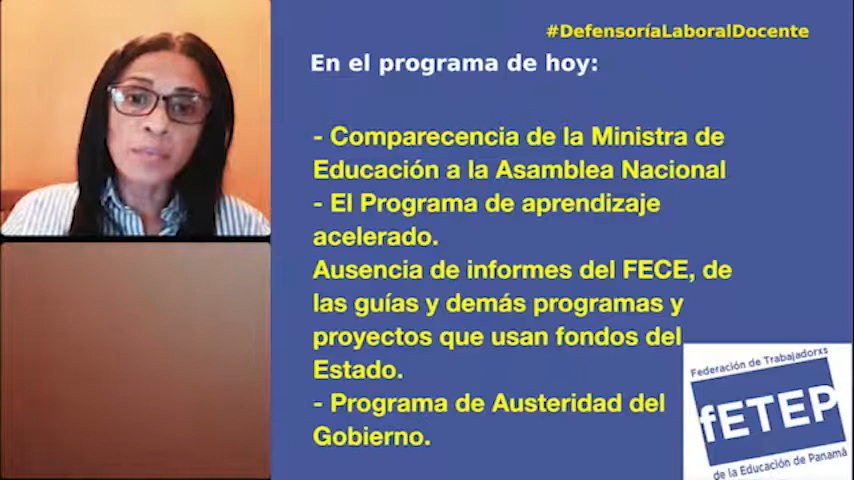 #DefensoríaLaboralDocente
En el programa de hoy:
- Comparecencia de la Ministra de
Educación a la Asamblea Nacional
- El Programa de aprendizaje
acelerado.
Ausencia de informes del FECE, de
las guías y demás programas y
proyectos que usan fondos del
Estado.
- Programa de Austeridad del
Gobierno.
Federación de Trabajadorxs
fETEP
de la Educación de Panamá